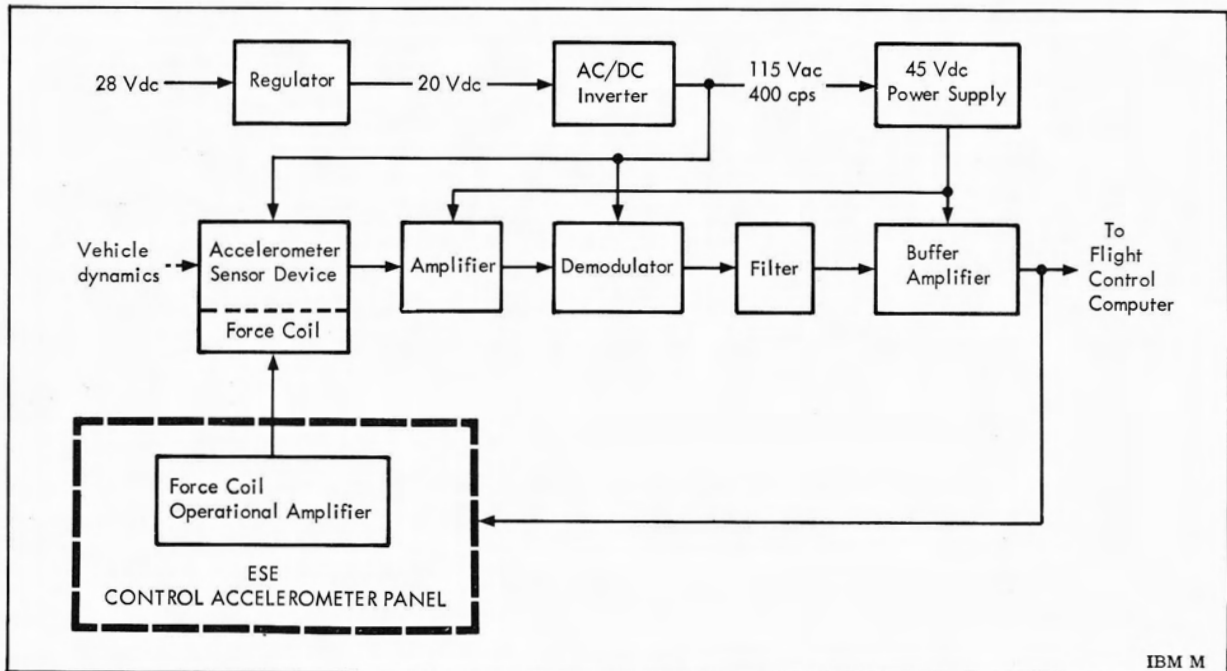 28 Vdc
Regulator
20 Vdc
AC/DC
Inverter
115 Vac
400 cps
45 Vdc
Power Supply
Vehicle
dynamics
Accelerometer
Sensor Device
Force Coil
Amplifier
Demodulator
Filter
Buffer
Amplifier
To
Flight
Control
Computer
Force Coil
Operational Amplifier
ESE
CONTROL ACCELEROMETER PANEL
IBM M